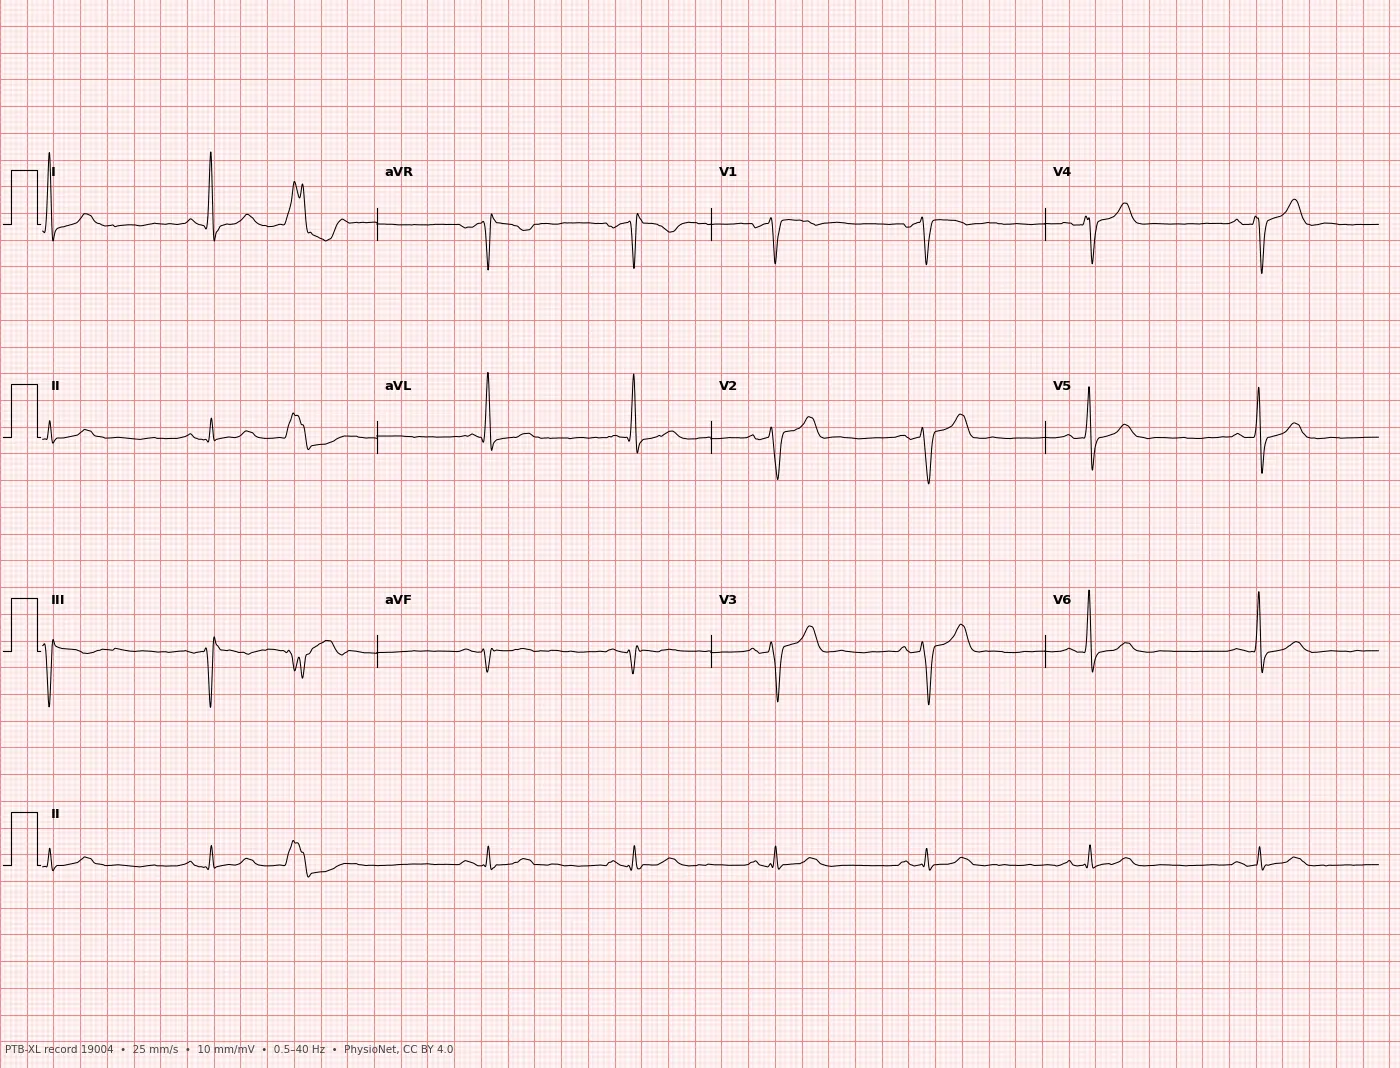 I aVR V1 V4
II aVL V2 V5
III aVF V3 V6
II
PTB-XL record 19004 • 25 mm/s • 10 mm/mV • 0.5–40 Hz • PhysioNet, CC BY 4.0